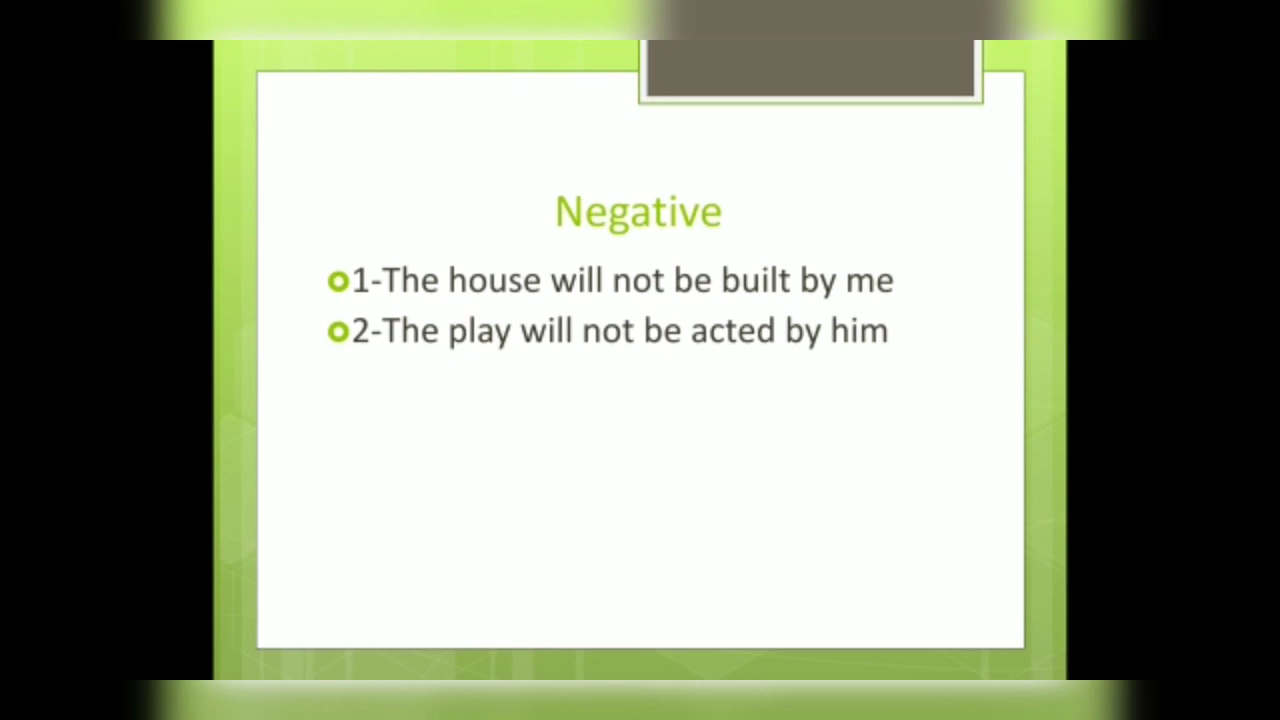 Negative
1-The house will not be built by me
2-The play will not be acted by him